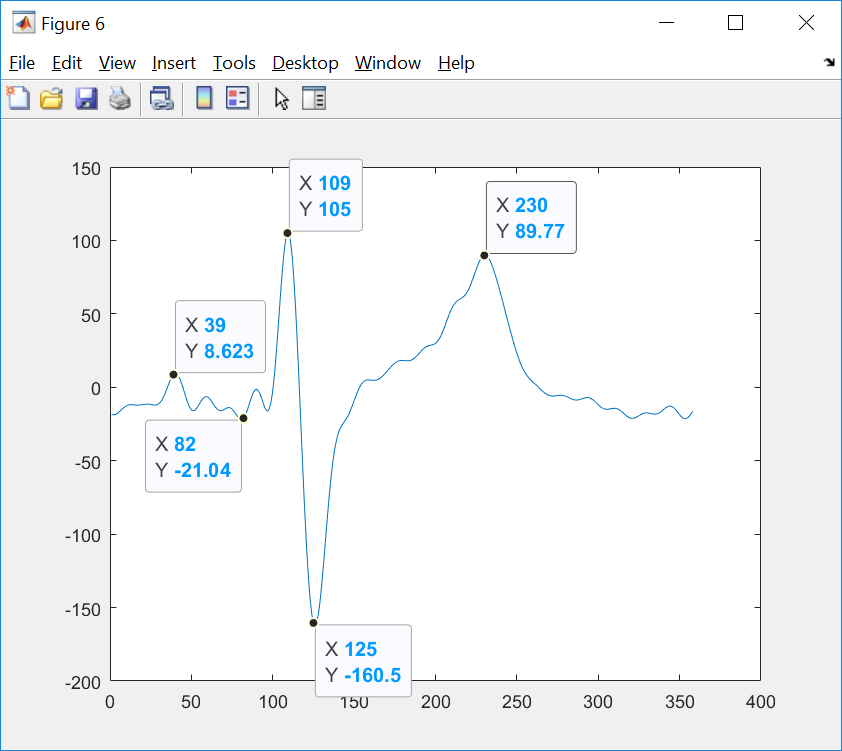 Figure 6
File Edit View Insert Tools Desktop Window Help
150
100
50
0
-50
-100
-150
-200
X 109
Y 105
X 230
Y 89.77
X 39
Y 8.623
X 82
Y -21.04
X 125
Y -160.5
0 50 100 150 200 250 300 350 400